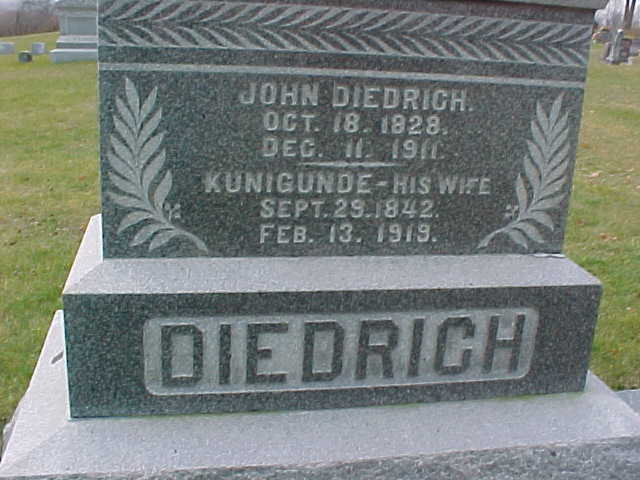 JOHN DIEDRICH.
OCT. 18. 1828.
DEC. 11. 1911.
KUNIGUNDE-HIS WIFE
SEPT. 29. 1842.
FEB. 13. 1919.
DIEDRICH